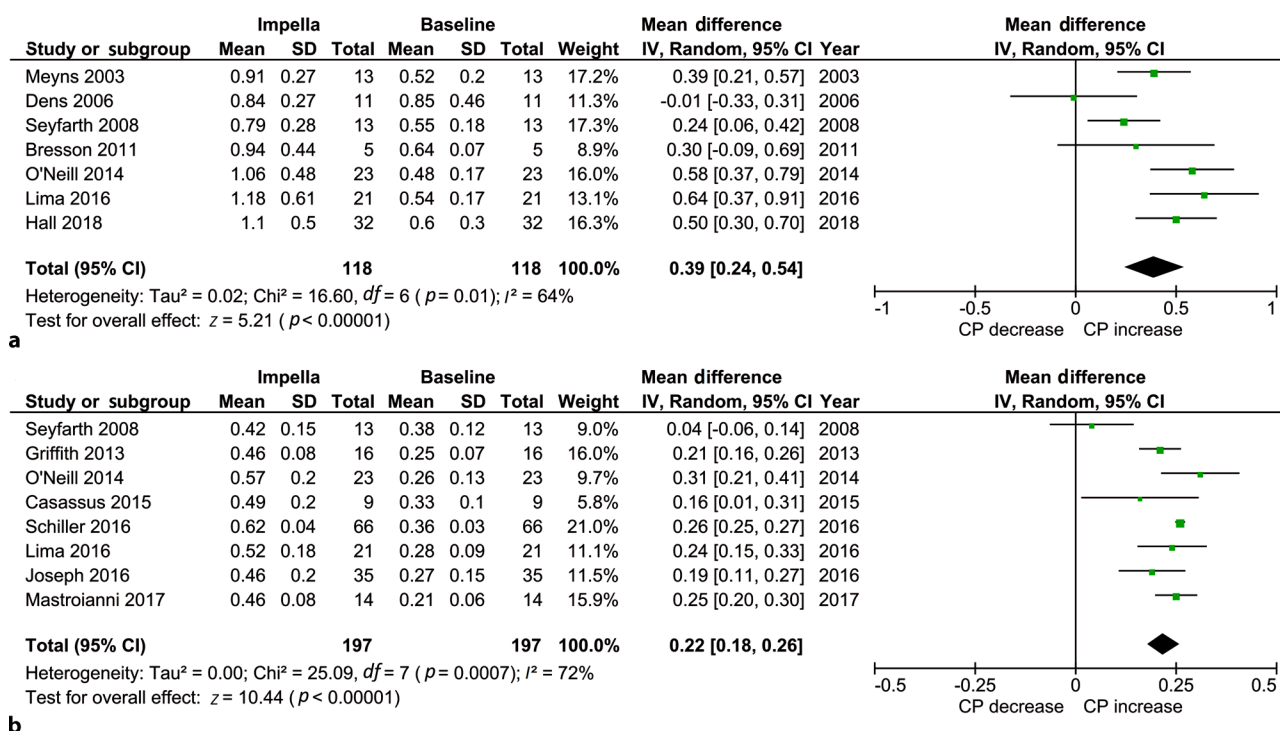 Impella Baseline Mean difference Mean difference
Study or subgroup Mean SD Total Mean SD Total Weight IV, Random, 95% CI Year IV, Random, 95% CI
Meyns 2003 0.91 0.27 13 0.52 0.2 13 17.2% 0.39 [0.21, 0.57] 2003
Dens 2006 0.84 0.27 11 0.85 0.46 11 11.3% -0.01 [-0.33, 0.31] 2006
Seyfarth 2008 0.79 0.28 13 0.55 0.18 13 17.3% 0.24 [0.06, 0.42] 2008
Bresson 2011 0.94 0.44 5 0.64 0.07 5 8.9% 0.30 [-0.09, 0.69] 2011
O'Neill 2014 1.06 0.48 23 0.48 0.17 23 16.0% 0.58 [0.37, 0.79] 2014
Lima 2016 1.18 0.61 21 0.54 0.17 21 13.1% 0.64 [0.37, 0.91] 2016
Hall 2018 1.1 0.5 32 0.6 0.3 32 16.3% 0.50 [0.30, 0.70] 2018
Total (95% CI) 118 118 100.0% 0.39 [0.24, 0.54]
Heterogeneity: Tau² = 0.02; Chi² = 16.60, df = 6 ( p = 0.01); I² = 64%
Test for overall effect: z = 5.21 ( p < 0.00001)
-1 -0.5 0 0.5 1
CP decrease CP increase
a
Impella Baseline Mean difference Mean difference
Study or subgroup Mean SD Total Mean SD Total Weight IV, Random, 95% CI Year IV, Random, 95% CI
Seyfarth 2008 0.42 0.15 13 0.38 0.12 13 9.0% 0.04 [-0.06, 0.14] 2008
Griffith 2013 0.46 0.08 16 0.25 0.07 16 16.0% 0.21 [0.16, 0.26] 2013
O'Neill 2014 0.57 0.2 23 0.26 0.13 23 9.7% 0.31 [0.21, 0.41] 2014
Casassus 2015 0.49 0.2 9 0.33 0.1 9 5.8% 0.16 [0.01, 0.31] 2015
Schiller 2016 0.62 0.04 66 0.36 0.03 66 21.0% 0.26 [0.25, 0.27] 2016
Lima 2016 0.52 0.18 21 0.28 0.09 21 11.1% 0.24 [0.15, 0.33] 2016
Joseph 2016 0.46 0.2 35 0.27 0.15 35 11.5% 0.19 [0.11, 0.27] 2016
Mastroianni 2017 0.46 0.08 14 0.21 0.06 14 15.9% 0.25 [0.20, 0.30] 2017
Total (95% CI) 197 197 100.0% 0.22 [0.18, 0.26]
Heterogeneity: Tau² = 0.00; Chi² = 25.09, df = 7 ( p = 0.0007); I² = 72%
Test for overall effect: z = 10.44 ( p < 0.00001)
-0.5 -0.25 0 0.25 0.5
CP decrease CP increase
b